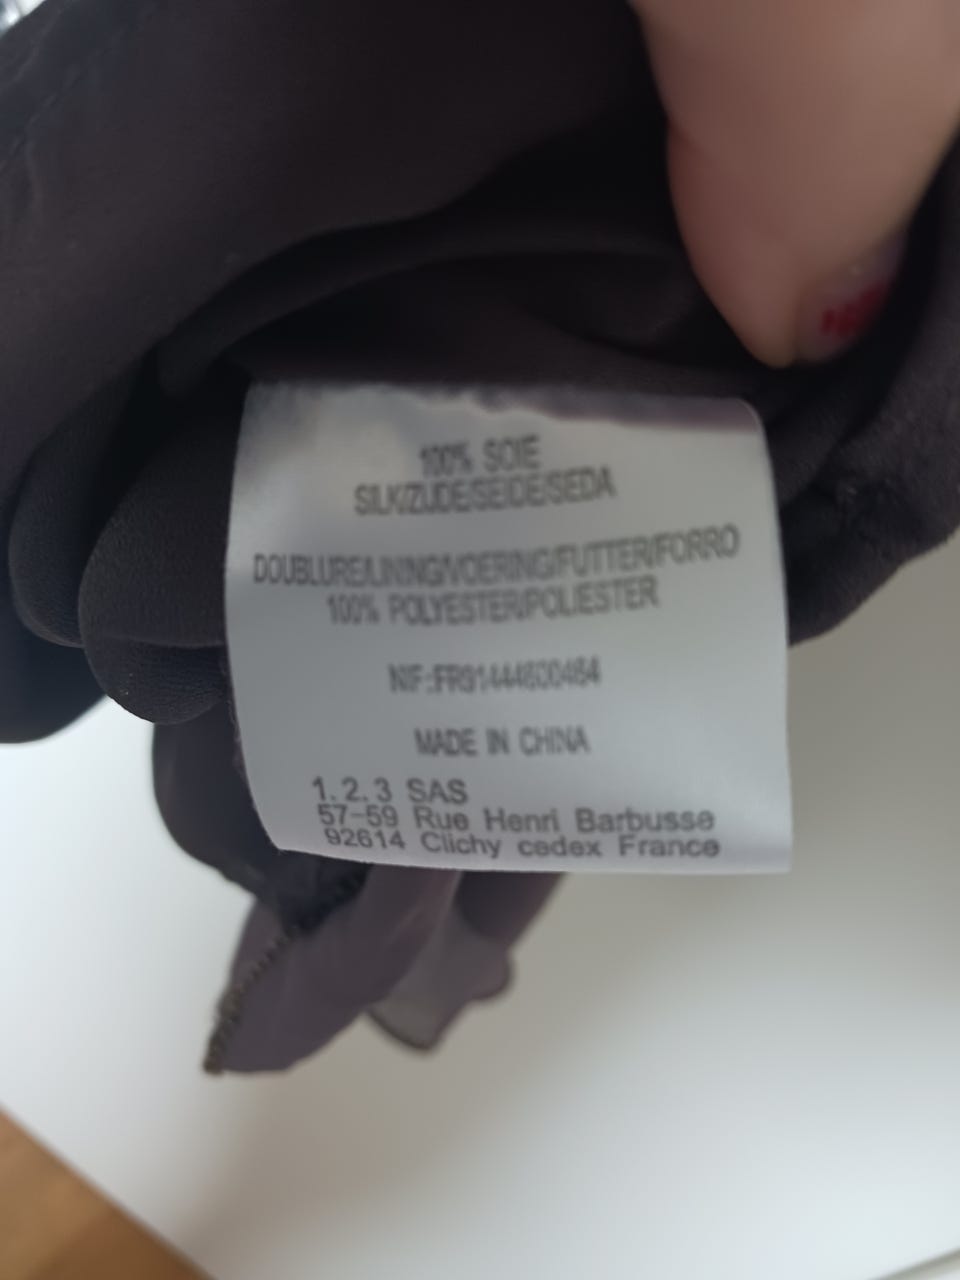 100% SOIE
SILK/ZIJDE/SEIDE/SEDA
DOUBLURE/LINING/VOERING/FUTTER/FORRO
100% POLYESTER/POLIESTER
NIF:FR91444800464
MADE IN CHINA
1.2.3 SAS
57-59 Rue Henri Barbusse
92614 Clichy cedex France